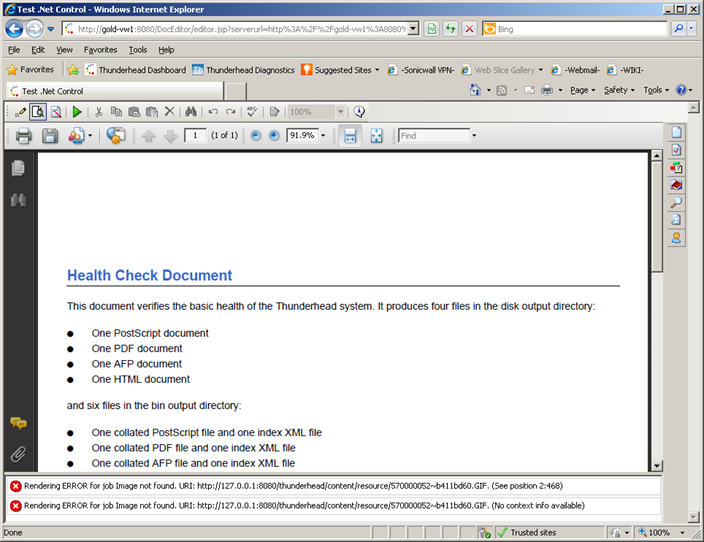 Test .Net Control - Windows Internet Explorer
http://gold-vw1:8080/DocEditor/editor.jsp?serverurl=http%3A%2F%2Fgold-vw1%3A8080%
Bing
File Edit View Favorites Tools Help
Favorites Thunderhead Dashboard Thunderhead Diagnostics Suggested Sites -Sonicwall VPN- Web Slice Gallery -Webmail- -WIKI-
Test .Net Control
Page Safety Tools
100%
1 (1 of 1) 91.9% Find
Health Check Document
This document verifies the basic health of the Thunderhead system. It produces four files in the disk output directory:
● One PostScript document
● One PDF document
● One AFP document
● One HTML document
and six files in the bin output directory:
● One collated PostScript file and one index XML file
● One collated PDF file and one index XML file
● One collated AFP file and one index XML file
Rendering ERROR for job Image not found. URI: http://127.0.0.1:8080/thunderhead/content/resource/570000052~b411bd60.GIF. (See position 2:468)
Rendering ERROR for job Image not found. URI: http://127.0.0.1:8080/thunderhead/content/resource/570000052~b411bd60.GIF. (No context info available)
Done Trusted sites 100%